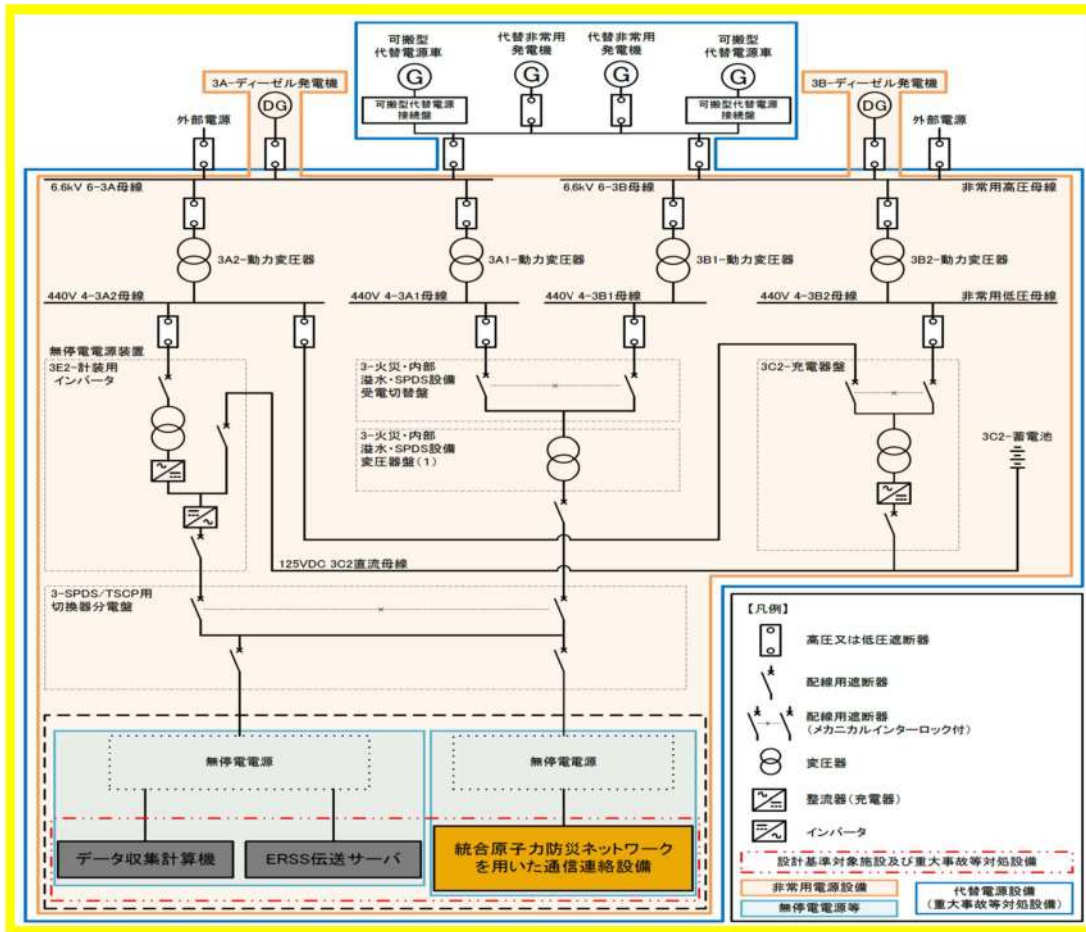 可搬型
代替電源車
代替非常用
発電機
代替非常用
発電機
可搬型
代替電源車
G
G
G
G
3A-ディーゼル発電機
DG
可搬型代替電源
接続盤
可搬型代替電源
接続盤
3B-ディーゼル発電機
DG
外部電源
外部電源
6.6kV 6-3A母線
6.6kV 6-3B母線
非常用高圧母線
3A2-動力変圧器
3A1-動力変圧器
3B1-動力変圧器
3B2-動力変圧器
440V 4-3A2母線
440V 4-3A1母線
440V 4-3B1母線
440V 4-3B2母線
非常用低圧母線
無停電電源装置
3E2-計装用
インバータ
3-火災・内部
溢水・SPDS設備
受電切替盤
3C2-充電器盤
3-火災・内部
溢水・SPDS設備
変圧器盤(1)
3C2-蓄電池
125VDC 3C2直流母線
3-SPDS/TSCP用
切換器分電盤
無停電電源
無停電電源
データ収集計算機
ERSS伝送サーバ
統合原子力防災ネットワーク
を用いた通信連絡設備
【凡例】
高圧又は低圧遮断器
配線用遮断器
配線用遮断器
(メカニカルインターロック付)
変圧器
整流器(充電器)
インバータ
設計基準対象施設及び重大事故等対処設備
非常用電源設備
無停電電源等
代替電源設備
(重大事故等対処設備)